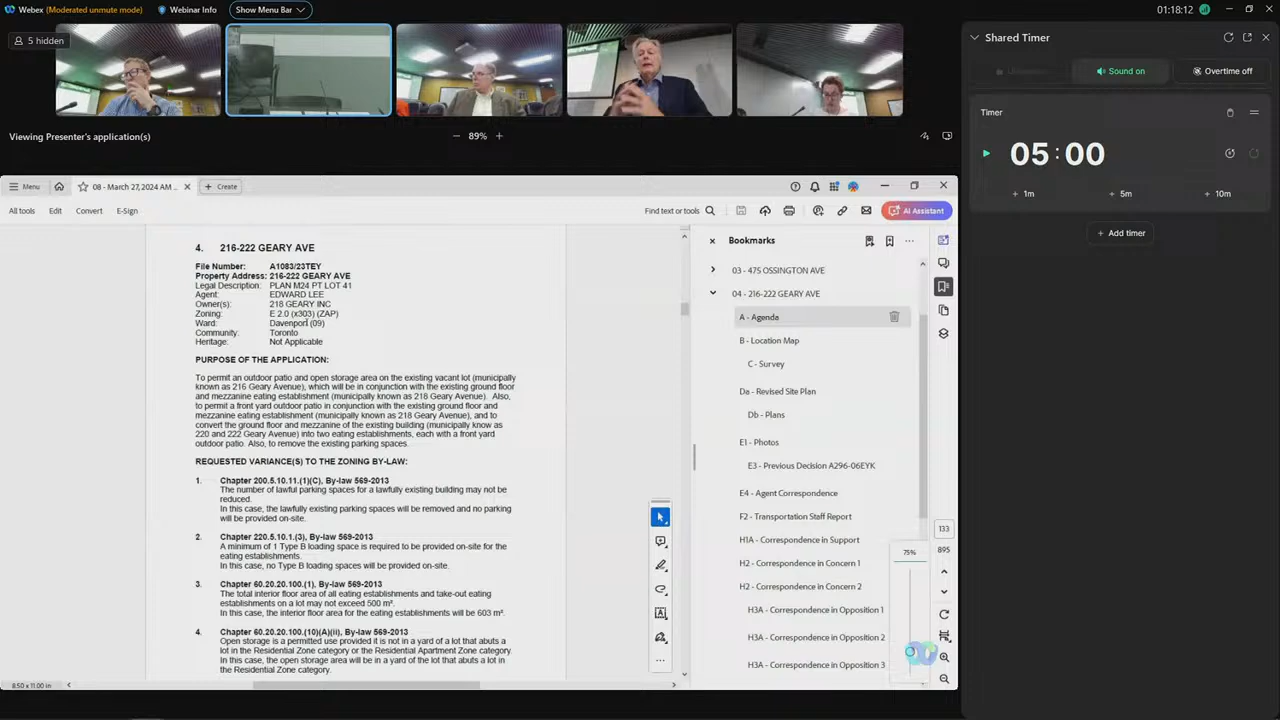 Webex (Moderated unmute mode) Webinar Info Show Menu Bar 01:18:12
5 hidden
Shared Timer
Sound on Overtime off
Timer
05:00
+ 1m + 5m + 10m
+ Add timer
Viewing Presenter's application(s) − 89% +
Menu 08 - March 27, 2024 AM ... + Create
All tools Edit Convert E-Sign Find text or tools AI Assistant
4. 216-222 GEARY AVE
File Number: A1083/23TEY
Property Address: 216-222 GEARY AVE
Legal Description: PLAN M24 PT LOT 41
Agent: EDWARD LEE
Owner(s): 218 GEARY INC
Zoning: E 2.0 (x303) (ZAP)
Ward: Davenport (09)
Community: Toronto
Heritage: Not Applicable
PURPOSE OF THE APPLICATION:
To permit an outdoor patio and open storage area on the existing vacant lot (municipally
known as 216 Geary Avenue), which will be in conjunction with the existing ground floor
and mezzanine eating establishment (municipally known as 218 Geary Avenue). Also,
to permit a front yard outdoor patio in conjunction with the existing ground floor and
mezzanine eating establishment (municipally known as 218 Geary Avenue), and to
convert the ground floor and mezzanine of the existing building (municipally know as
220 and 222 Geary Avenue) into two eating establishments, each with a front yard
outdoor patio. Also, to remove the existing parking spaces.
REQUESTED VARIANCE(S) TO THE ZONING BY-LAW:
1. Chapter 200.5.10.11.(1)(C), By-law 569-2013
The number of lawful parking spaces for a lawfully existing building may not be
reduced.
In this case, the lawfully existing parking spaces will be removed and no parking
will be provided on-site.
2. Chapter 220.5.10.1.(3), By-law 569-2013
A minimum of 1 Type B loading space is required to be provided on-site for the
eating establishments.
In this case, no Type B loading spaces will be provided on-site.
3. Chapter 60.20.20.100.(1), By-law 569-2013
The total interior floor area of all eating establishments and take-out eating
establishments on a lot may not exceed 500 m².
In this case, the interior floor area for the eating establishments will be 603 m².
4. Chapter 60.20.20.100.(10)(A)(ii), By-law 569-2013
Open storage is a permitted use provided it is not in a yard of a lot that abuts a
lot in the Residential Zone category or the Residential Apartment Zone category.
In this case, the open storage area will be in a yard of the lot that abuts a lot in
the Residential Zone category.
8.50 x 11.00 in
Bookmarks
03 - 475 OSSINGTON AVE
04 - 216-222 GEARY AVE
A - Agenda
B - Location Map
C - Survey
Da - Revised Site Plan
Db - Plans
E1 - Photos
E3 - Previous Decision A296-06EYK
E4 - Agent Correspondence
F2 - Transportation Staff Report
H1A - Correspondence in Support
H2 - Correspondence in Concern 1
H2 - Correspondence in Concern 2
H3A - Correspondence in Opposition 1
H3A - Correspondence in Opposition 2
H3A - Correspondence in Opposition 3
133
895
75%